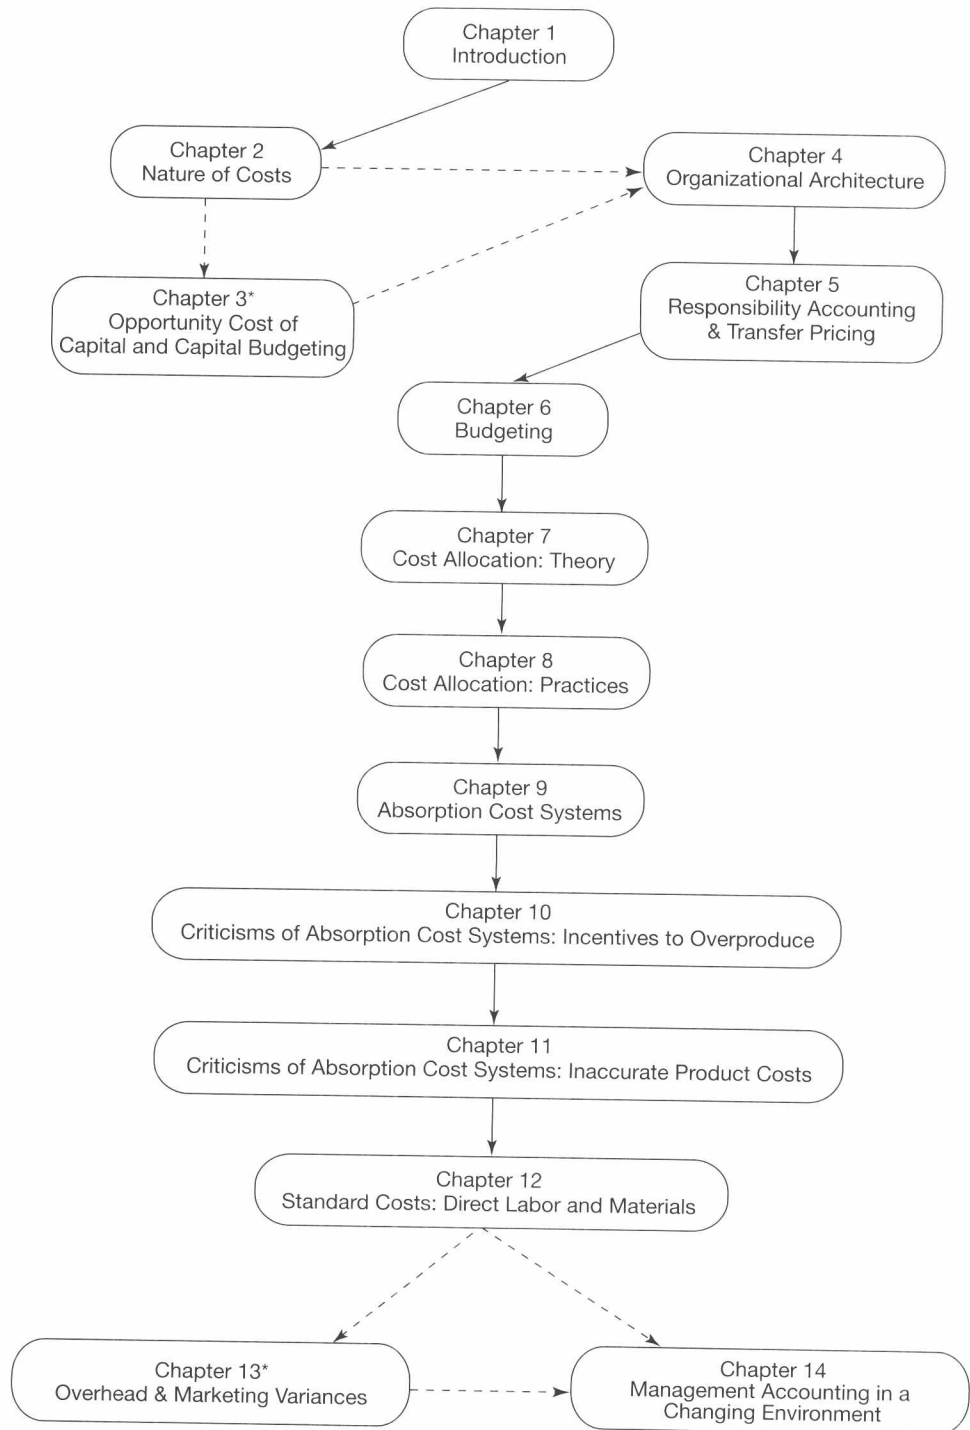 Chapter 1
Introduction
Chapter 2
Nature of Costs
Chapter 4
Organizational Architecture
Chapter 3*
Opportunity Cost of
Capital and Capital Budgeting
Chapter 5
Responsibility Accounting
& Transfer Pricing
Chapter 6
Budgeting
Chapter 7
Cost Allocation: Theory
Chapter 8
Cost Allocation: Practices
Chapter 9
Absorption Cost Systems
Chapter 10
Criticisms of Absorption Cost Systems: Incentives to Overproduce
Chapter 11
Criticisms of Absorption Cost Systems: Inaccurate Product Costs
Chapter 12
Standard Costs: Direct Labor and Materials
Chapter 13*
Overhead & Marketing Variances
Chapter 14
Management Accounting in a
Changing Environment